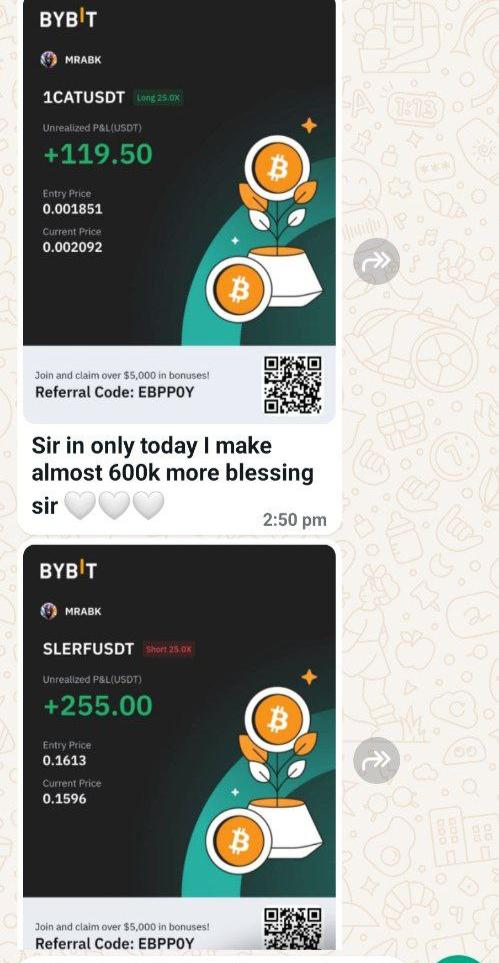 BYBIT
MRABK
1CATUSDT Long 25.0X
Unrealized P&L(USDT)
+119.50
Entry Price
0.001851
Current Price
0.002092
Join and claim over $5,000 in bonuses!
Referral Code: EBPP0Y
Sir in only today I make
almost 600k more blessing
sir 🤍🤍🤍
2:50 pm
BYBIT
MRABK
SLERFUSDT Short 25.0X
Unrealized P&L(USDT)
+255.00
Entry Price
0.1613
Current Price
0.1596
Join and claim over $5,000 in bonuses!
Referral Code: EBPP0Y